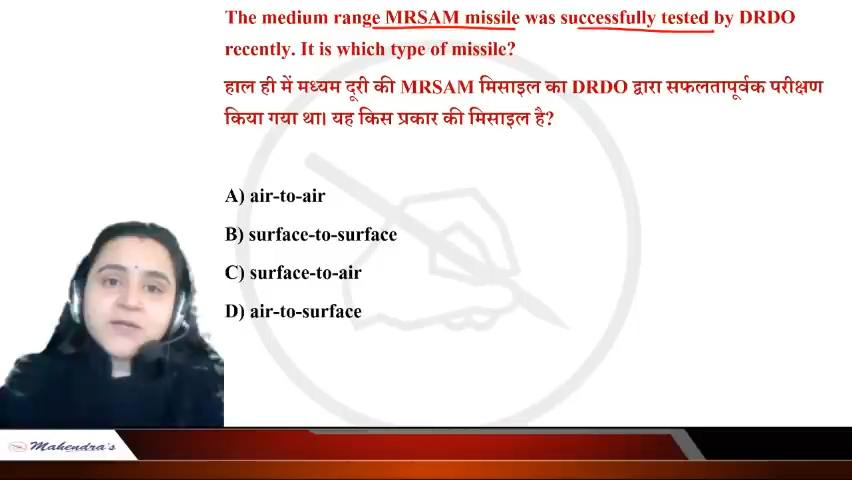 The medium range MRSAM missile was successfully tested by DRDO
recently. It is which type of missile?
हाल ही में मध्यम दूरी की MRSAM मिसाइल का DRDO द्वारा सफलतापूर्वक परीक्षण
किया गया था। यह किस प्रकार की मिसाइल है?
A) air-to-air
B) surface-to-surface
C) surface-to-air
D) air-to-surface
Mahendra's